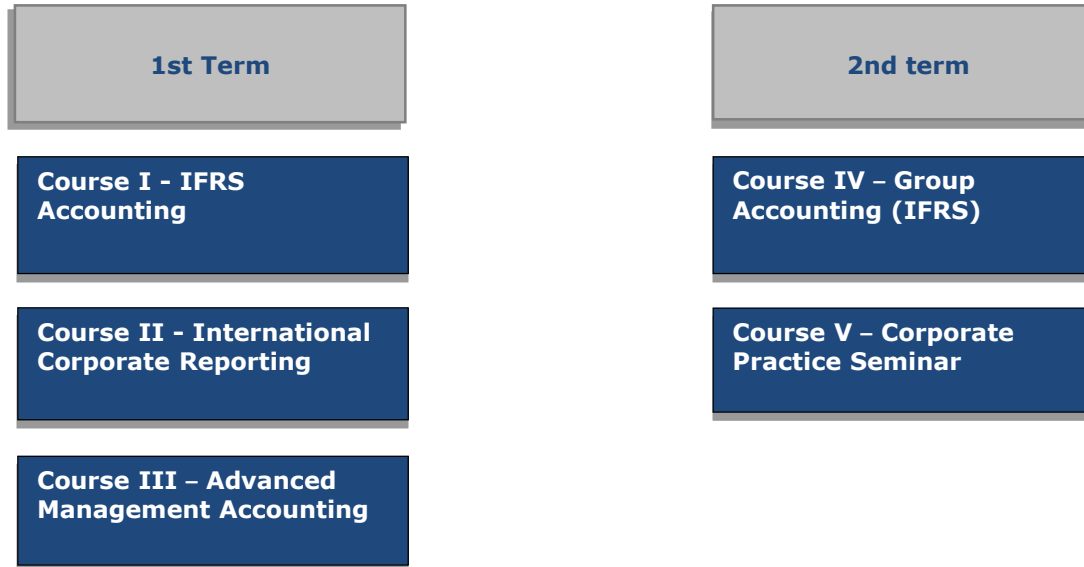 1st Term
2nd term
Course I - IFRS
Accounting
Course IV – Group
Accounting (IFRS)
Course II - International
Corporate Reporting
Course V – Corporate
Practice Seminar
Course III – Advanced
Management Accounting